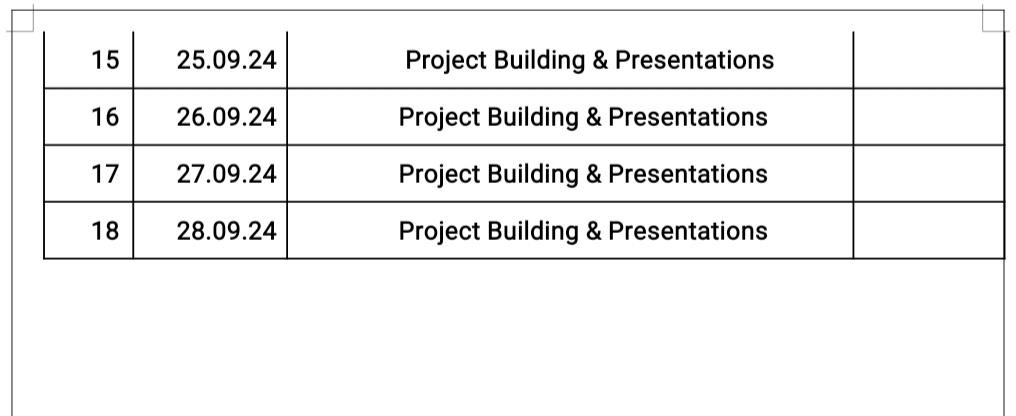 15 25.09.24 Project Building & Presentations
16 26.09.24 Project Building & Presentations
17 27.09.24 Project Building & Presentations
18 28.09.24 Project Building & Presentations